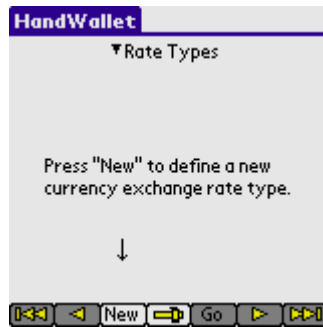 HandWallet
Rate Types
Press "New" to define a new
currency exchange rate type.
New
Go